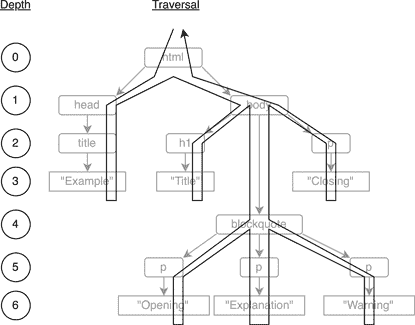 Depth Traversal
0 html
1 head body
2 title h1 p
3 "Example" "Title" "Closing"
4 blockquote
5 p p p
6 "Opening" "Explanation" "Warning"